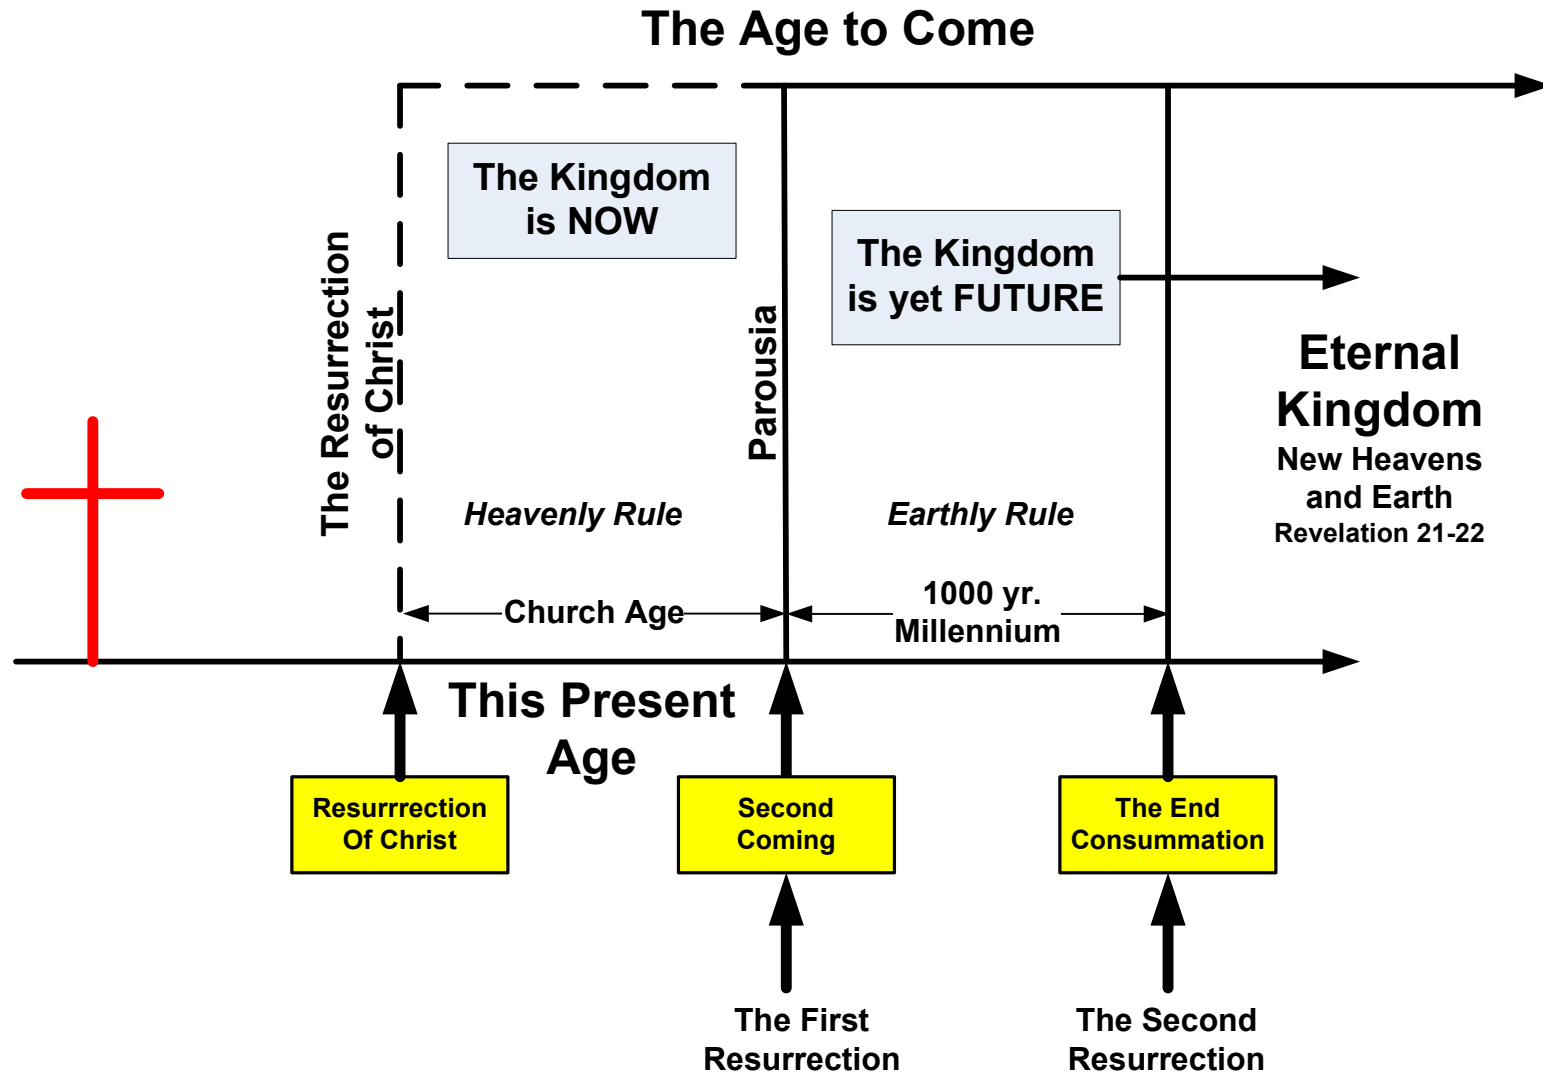 The Age to Come
The Kingdom
is NOW
The Kingdom
is yet FUTURE
The Resurrection
of Christ
Parousia
Eternal
Kingdom
New Heavens
and Earth
Revelation 21-22
Heavenly Rule
Earthly Rule
Church Age
1000 yr.
Millennium
This Present
Age
Resurrrection
Of Christ
Second
Coming
The End
Consummation
The First
Resurrection
The Second
Resurrection